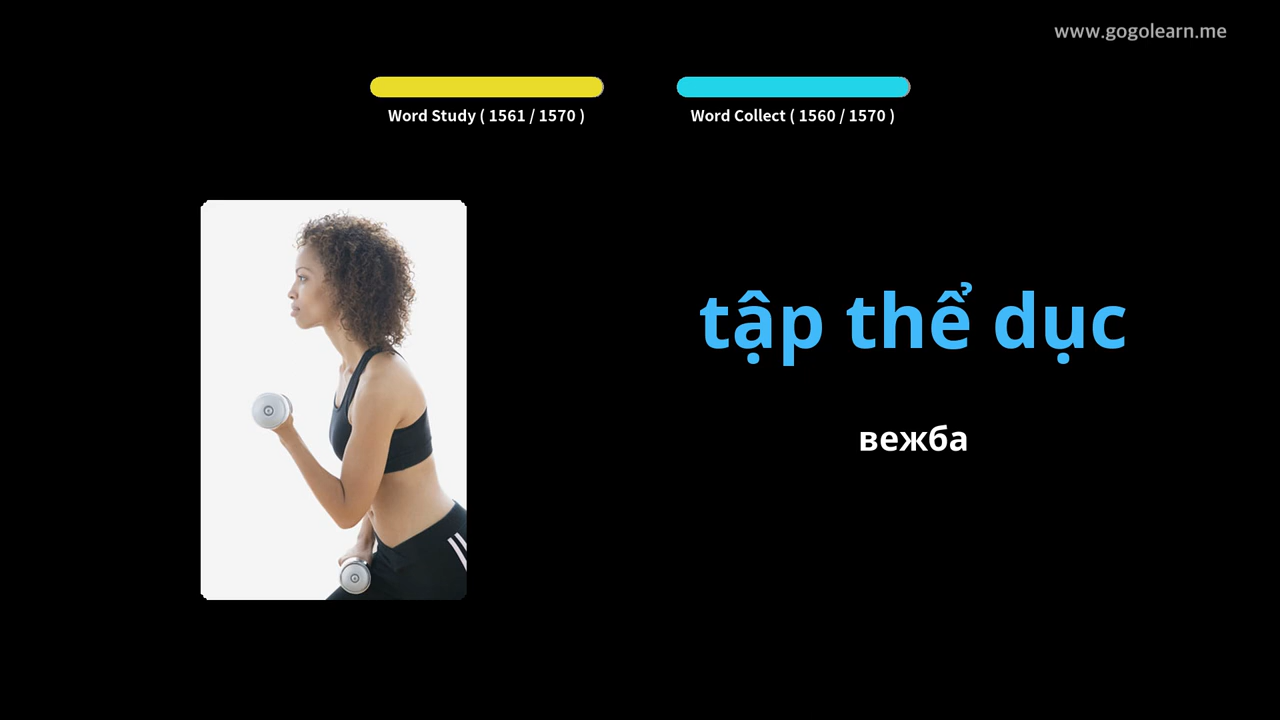 www.gogolearn.me
Word Study ( 1561 / 1570 )
Word Collect ( 1560 / 1570 )
tập thể dục
вежба